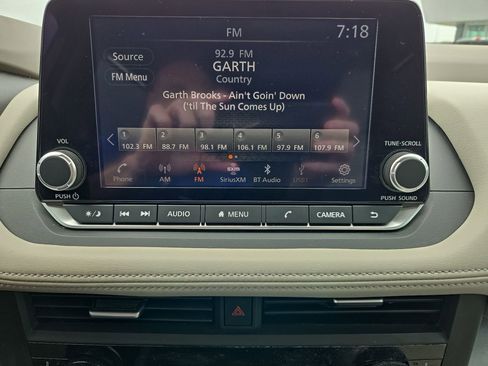 FM
7:18
Source
92.9 FM
FM Menu
GARTH
Country
Garth Brooks - Ain't Goin' Down
('til The Sun Comes Up)
VOL
TUNE·SCROLL
1 2 3 4 5 6
102.3 FM 88.7 FM 98.1 FM 106.1 FM 97.9 FM 107.9 FM
Phone AM FM SiriusXM BT Audio USB1 Settings
PUSH
PUSH SOUND
AUDIO MENU CAMERA